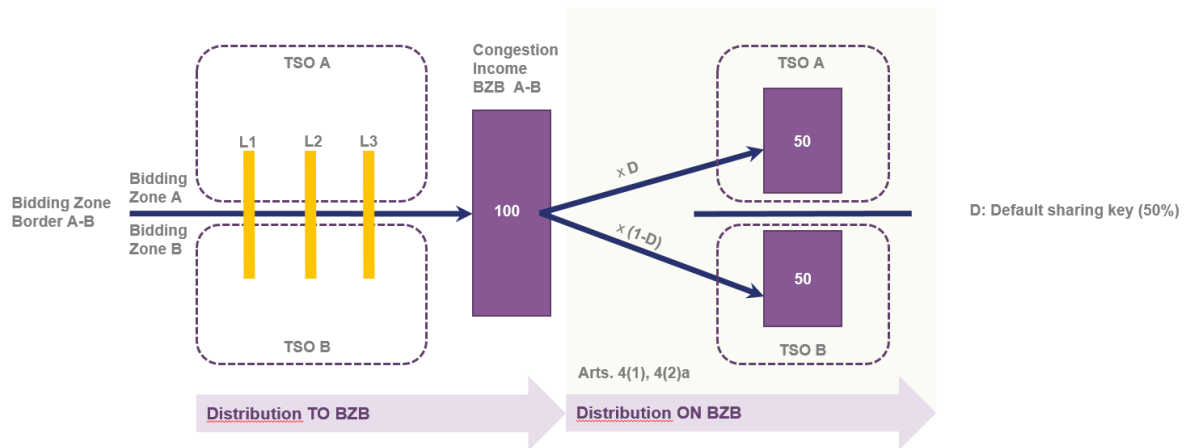 TSO A
Congestion
Income
BZB A-B
TSO A
L1 L2 L3
50
x D
Bidding
Zone A
Bidding Zone
Border A-B
100
D: Default sharing key (50%)
Bidding
Zone B
x (1-D)
50
TSO B
TSO B
Arts. 4(1), 4(2)a
Distribution TO BZB
Distribution ON BZB